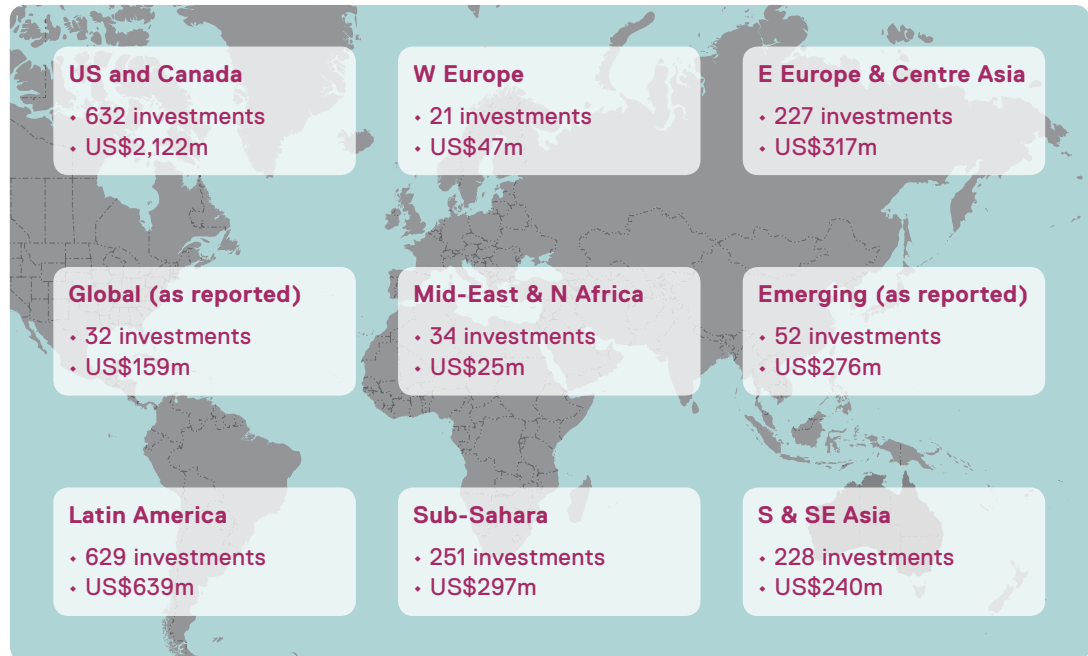 US and Canada
• 632 investments
• US$2,122m
W Europe
• 21 investments
• US$47m
E Europe & Centre Asia
• 227 investments
• US$317m
Global (as reported)
• 32 investments
• US$159m
Mid-East & N Africa
• 34 investments
• US$25m
Emerging (as reported)
• 52 investments
• US$276m
Latin America
• 629 investments
• US$639m
Sub-Sahara
• 251 investments
• US$297m
S & SE Asia
• 228 investments
• US$240m